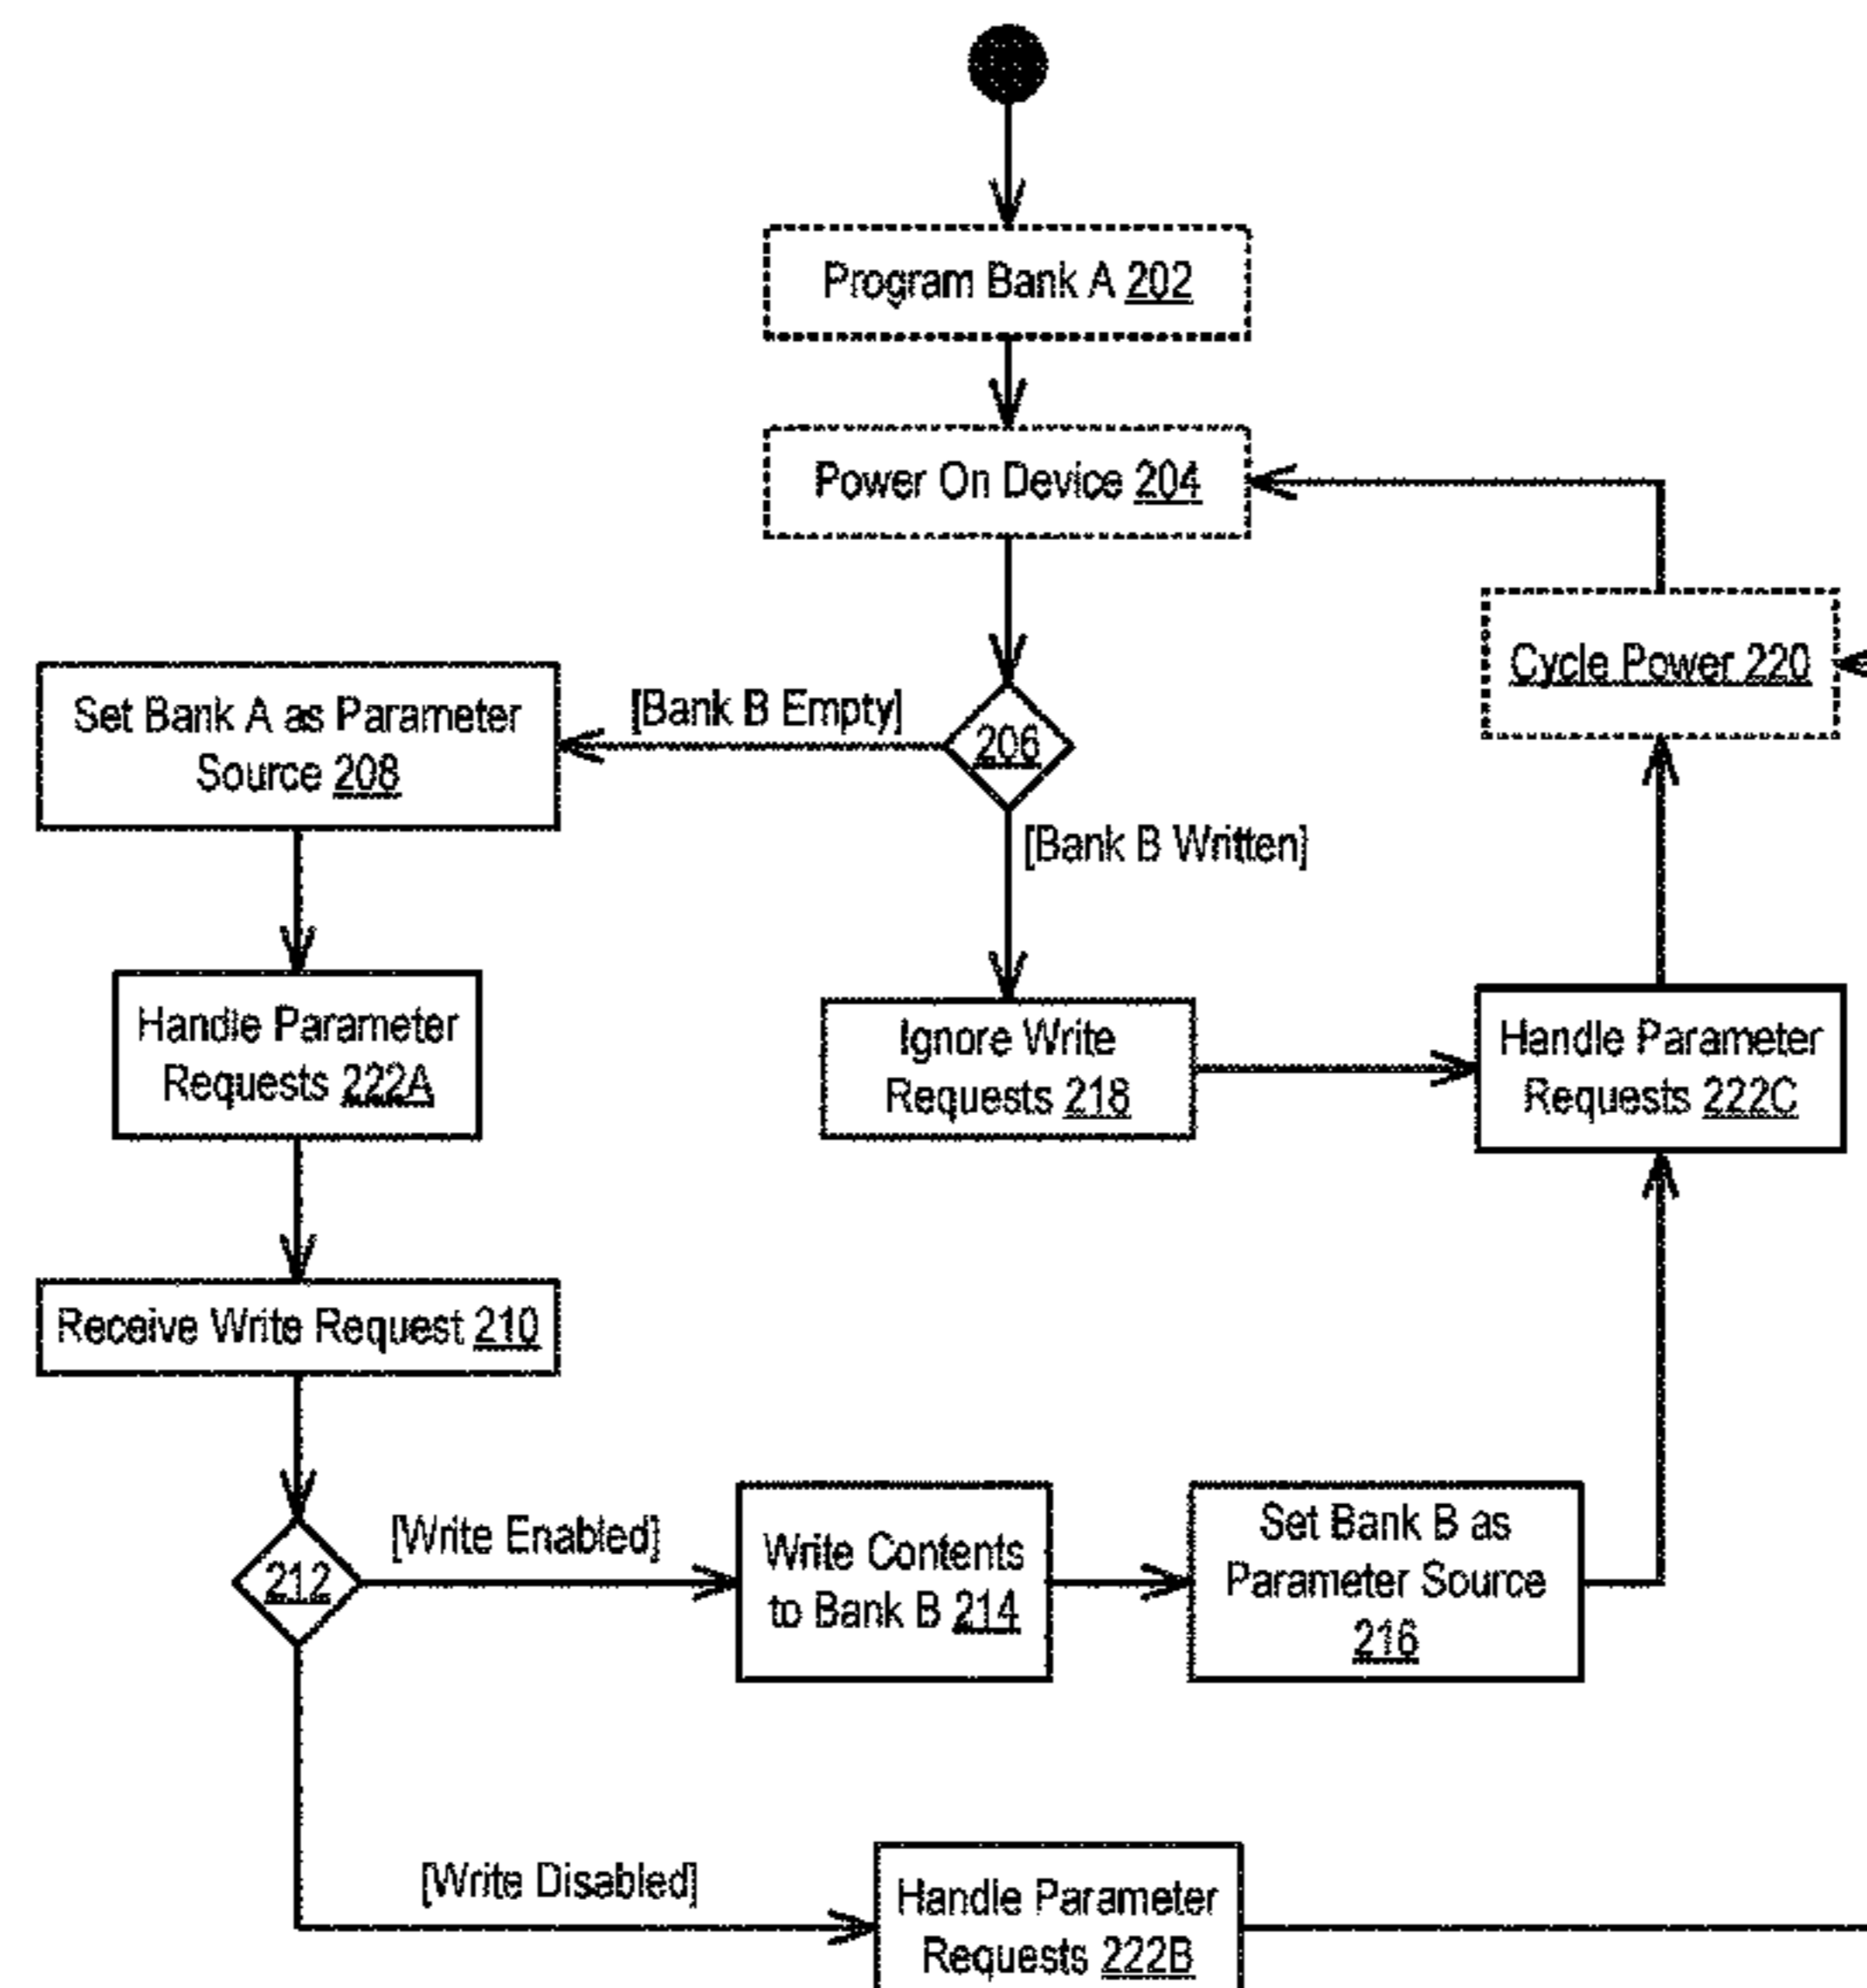 Program Bank A 202
Power On Device 204
Cycle Power 220
Set Bank A as Parameter
Source 208
[Bank B Empty]
206
[Bank B Written]
Handle Parameter
Requests 222A
Ignore Write
Requests 218
Handle Parameter
Requests 222C
Receive Write Request 210
212
[Write Enabled]
Write Contents
to Bank B 214
Set Bank B as
Parameter Source
216
[Write Disabled]
Handle Parameter
Requests 222B